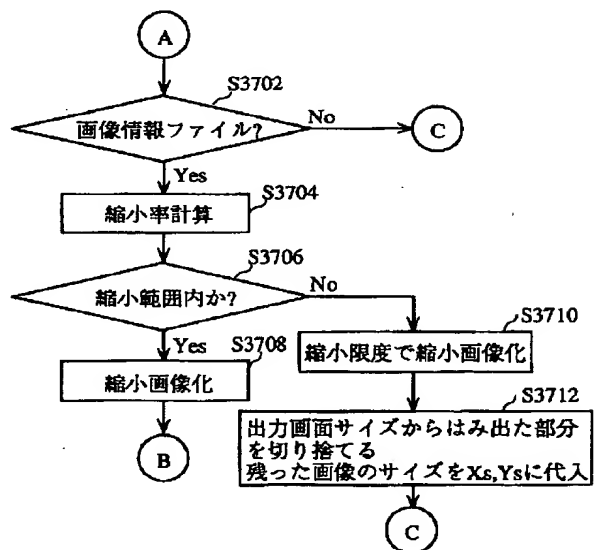 A
S3702
画像情報ファイル?
No
C
Yes
S3704
縮小率計算
S3706
縮小範囲内か?
No
Yes
S3708
縮小画像化
B
S3710
縮小限度で縮小画像化
S3712
出力画面サイズからはみ出た部分
を切り捨てる
残った画像のサイズをXs,Ysに代入
C